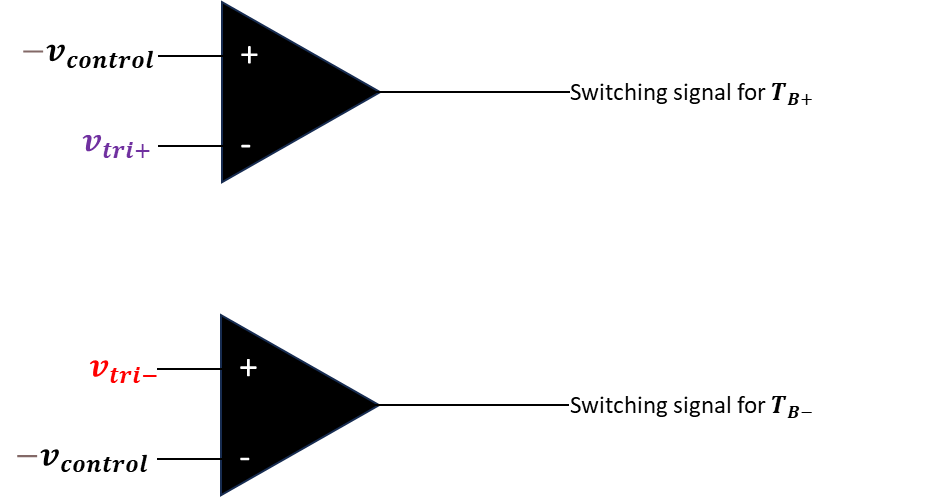 −v_control
+
Switching signal for T_B+
v_tri+
-
v_tri−
+
Switching signal for T_B−
−v_control
-